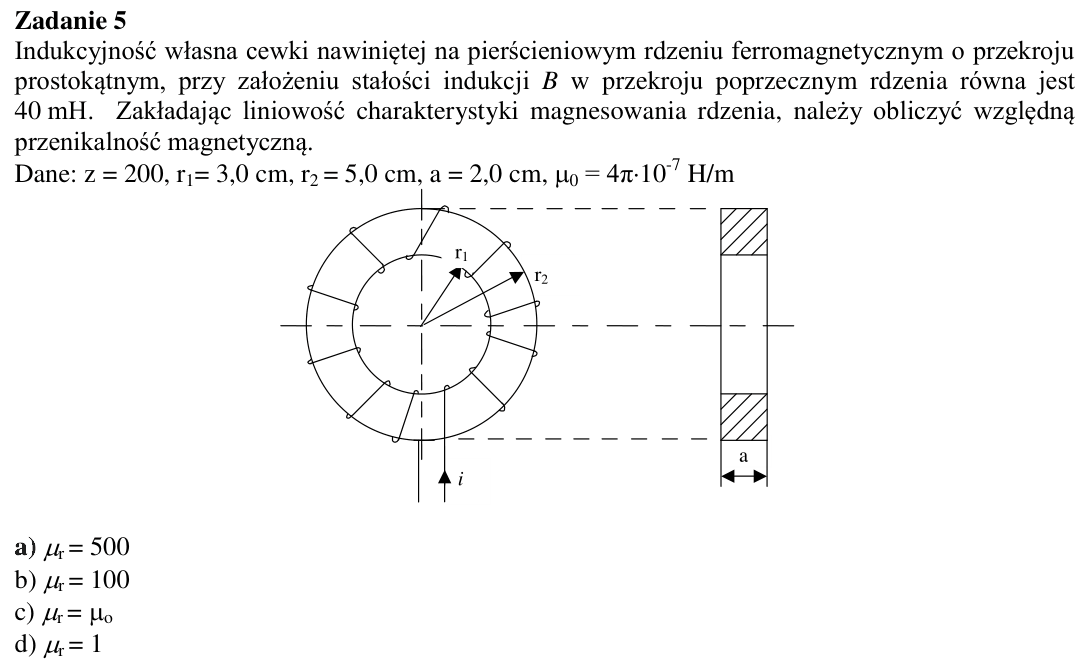 Zadanie 5
Indukcyjność własna cewki nawiniętej na pierścieniowym rdzeniu ferromagnetycznym o przekroju
prostokątnym, przy założeniu stałości indukcji B w przekroju poprzecznym rdzenia równa jest
40 mH. Zakładając liniowość charakterystyki magnesowania rdzenia, należy obliczyć względną
przenikalność magnetyczną.
Dane: z = 200, r₁= 3,0 cm, r₂ = 5,0 cm, a = 2,0 cm, μ₀ = 4π·10⁻⁷ H/m
r₁
r₂
a
i
a) μᵣ = 500
b) μᵣ = 100
c) μᵣ = μₒ
d) μᵣ = 1